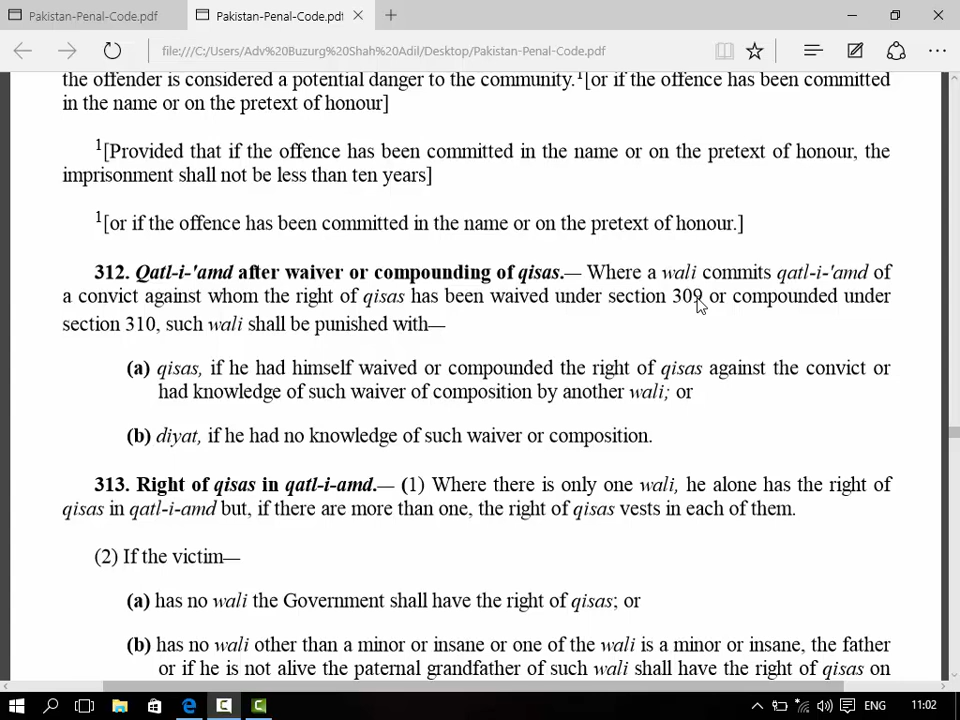 Pakistan-Penal-Code.pdf
Pakistan-Penal-Code.pdf
file:///C:/Users/Adv%20Buzurg%20Shah%20Adil/Desktop/Pakistan-Penal-Code.pdf
the offender is considered a potential danger to the community.1[or if the offence has been committed
in the name or on the pretext of honour]
1[Provided that if the offence has been committed in the name or on the pretext of honour, the
imprisonment shall not be less than ten years]
1[or if the offence has been committed in the name or on the pretext of honour.]
312. Qatl-i-'amd after waiver or compounding of qisas.— Where a wali commits qatl-i-'amd of
a convict against whom the right of qisas has been waived under section 309 or compounded under
section 310, such wali shall be punished with—
(a) qisas, if he had himself waived or compounded the right of qisas against the convict or
had knowledge of such waiver of composition by another wali; or
(b) diyat, if he had no knowledge of such waiver or composition.
313. Right of qisas in qatl-i-amd.— (1) Where there is only one wali, he alone has the right of
qisas in qatl-i-amd but, if there are more than one, the right of qisas vests in each of them.
(2) If the victim—
(a) has no wali the Government shall have the right of qisas; or
(b) has no wali other than a minor or insane or one of the wali is a minor or insane, the father
or if he is not alive the paternal grandfather of such wali shall have the right of qisas on
ENG
11:02